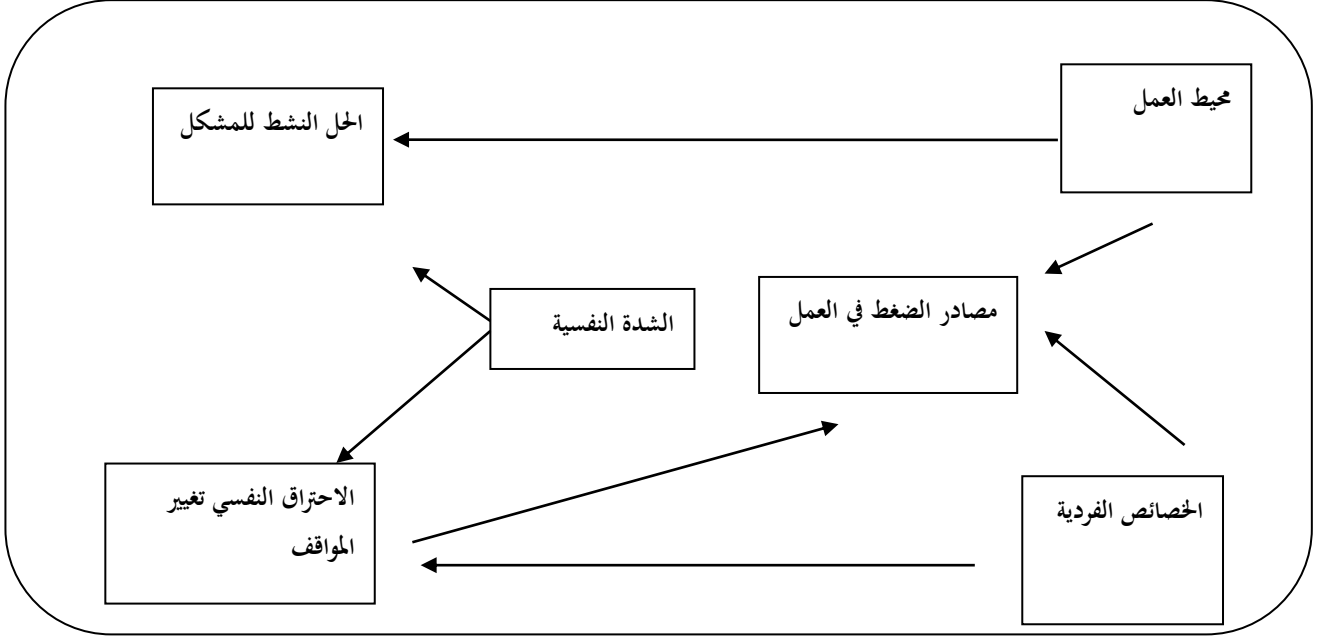 محيط العمل
الحل النشط للمشكل
مصادر الضغط في العمل
الشدة النفسية
الاحتراق النفسي تغيير
المواقف
الخصائص الفردية